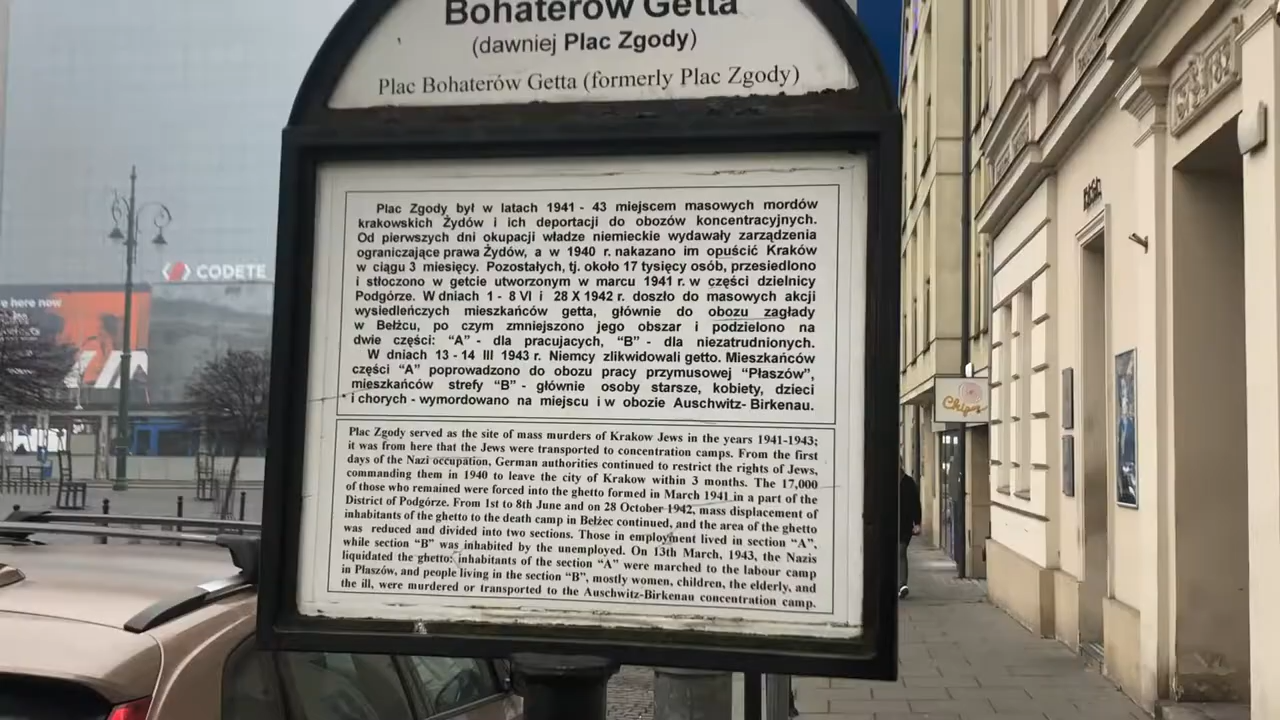 Bohaterów Getta
(dawniej Plac Zgody)
Plac Bohaterów Getta (formerly Plac Zgody)
Plac Zgody był w latach 1941 - 43 miejscem masowych mordów
krakowskich Żydów i ich deportacji do obozów koncentracyjnych.
Od pierwszych dni okupacji władze niemieckie wydawały zarządzenia
ograniczające prawa Żydów, a w 1940 r. nakazano im opuścić Kraków
w ciągu 3 miesięcy. Pozostałych, tj. około 17 tysięcy osób, przesiedlono
i stłoczono w getcie utworzonym w marcu 1941 r. w części dzielnicy
Podgórze. W dniach 1 - 8 VI i 28 X 1942 r. doszło do masowych akcji
wysiedleńczych mieszkańców getta, głównie do obozu zagłady
w Bełżcu, po czym zmniejszono jego obszar i podzielono na
dwie części: “A” - dla pracujacych, “B” - dla niezatrudnionych.
W dniach 13 - 14 III 1943 r. Niemcy zlikwidowali getto. Mieszkańców
części “A” poprowadzono do obozu pracy przymusowej “Płaszów”,
mieszkańców strefy “B” - głównie osoby starsze, kobiety, dzieci
i chorych - wymordowano na miejscu i w obozie Auschwitz- Birkenau.
Plac Zgody served as the site of mass murders of Krakow Jews in the years 1941-1943;
it was from here that the Jews were transported to concentration camps. From the first
days of the Nazi occupation, German authorities continued to restrict the rights of Jews,
commanding them in 1940 to leave the city of Krakow within 3 months. The 17,000
of those who remained were forced into the ghetto formed in March 1941 in a part of the
District of Podgórze. From 1st to 8th June and on 28 October 1942, mass displacement of
inhabitants of the ghetto to the death camp in Bełżec continued, and the area of the ghetto
was reduced and divided into two sections. Those in employment lived in section “A”,
while section “B” was inhabited by the unemployed. On 13th March, 1943, the Nazis
liquidated the ghetto: inhabitants of the section “A” were marched to the labour camp
in Płaszów, and people living in the section “B”, mostly women, children, the elderly, and
the ill, were murdered or transported to the Auschwitz-Birkenau concentration camp.
CODETE
e here now